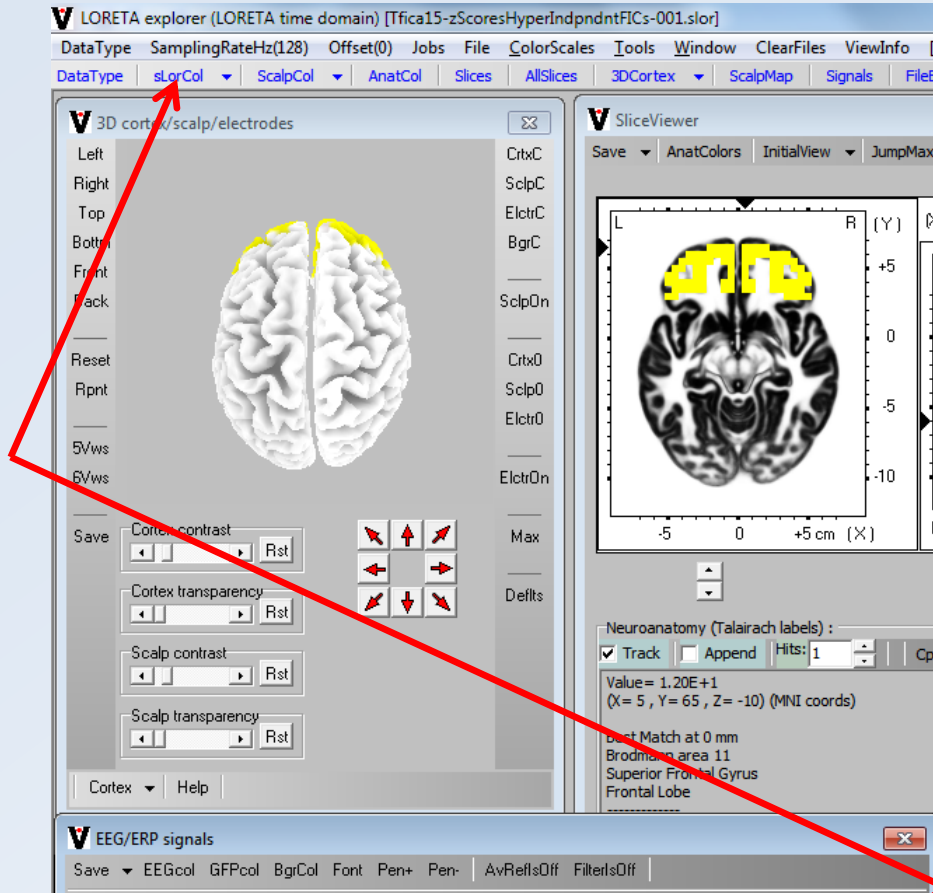 LORETA explorer (LORETA time domain) [Tfica15-zScoresHyperIndpndntFICs-001.slor]
DataType SamplingRateHz(128) Offset(0) Jobs File ColorScales Tools Window ClearFiles ViewInfo [
DataType sLorCol ScalpCol AnatCol Slices AllSlices 3DCortex ScalpMap Signals FileE
3D cortex/scalp/electrodes
Left
Right
Top
Bottm
Front
Back
Reset
Rpnt
5Vws
6Vws
Save
CrtxC
SclpC
ElctrC
BgrC
SclpOn
Crtx0
Sclp0
Elctr0
ElctrOn
Max
Deflts
Cortex contrast
Rst
Cortex transparency
Rst
Scalp contrast
Rst
Scalp transparency
Rst
Cortex Help
SliceViewer
Save AnatColors InitialView JumpMax
L R (Y)
+5
0
-5
-10
-5 0 +5 cm (X)
Neuroanatomy (Talairach labels) :
Track Append Hits: 1 Cp
Value= 1.20E+1
(X= 5 , Y= 65 , Z= -10) (MNI coords)
Best Match at 0 mm
Brodmann area 11
Superior Frontal Gyrus
Frontal Lobe
-------------
EEG/ERP signals
Save EEGcol GFPcol BgrCol Font Pen+ Pen- AvRefIsOff FilterIsOff